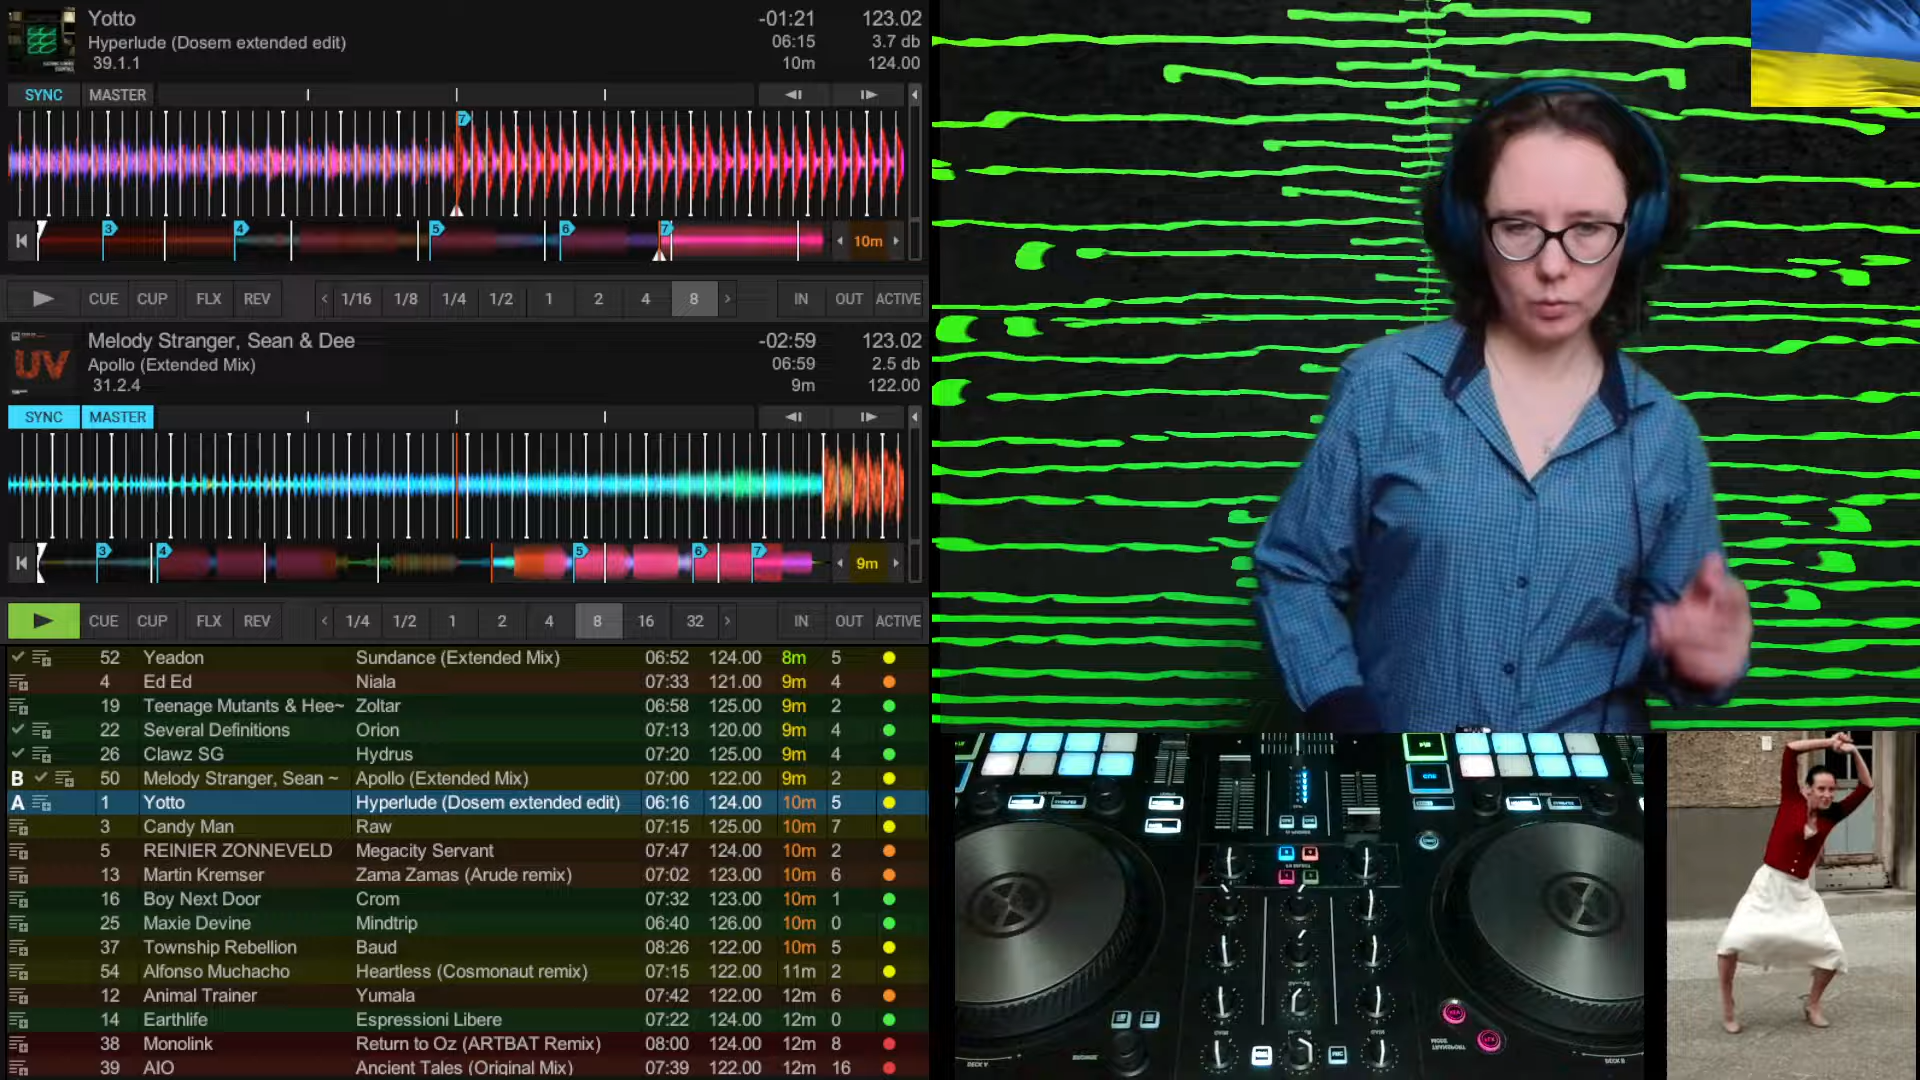 Yotto -01:21 123.02
Hyperlude (Dosem extended edit) 06:15 3.7 db
39.1.1 10m 124.00
SYNC MASTER
7
3 4 5 6 7 10m
CUE CUP FLX REV 1/16 1/8 1/4 1/2 1 2 4 8 IN OUT ACTIVE
Melody Stranger, Sean & Dee -02:59 123.02
UV
Apollo (Extended Mix) 06:59 2.5 db
31.2.4 9m 122.00
SYNC MASTER
3 4 5 6 7 9m
CUE CUP FLX REV 1/4 1/2 1 2 4 8 16 32 IN OUT ACTIVE
52 Yeadon Sundance (Extended Mix) 06:52 124.00 8m 5
4 Ed Ed Niala 07:33 121.00 9m 4
19 Teenage Mutants & Hee~ Zoltar 06:58 125.00 9m 2
22 Several Definitions Orion 07:13 120.00 9m 4
26 Clawz SG Hydrus 07:20 125.00 9m 4
B 50 Melody Stranger, Sean ~ Apollo (Extended Mix) 07:00 122.00 9m 2
A 1 Yotto Hyperlude (Dosem extended edit) 06:16 124.00 10m 5
3 Candy Man Raw 07:15 125.00 10m 7
5 REINIER ZONNEVELD Megacity Servant 07:47 124.00 10m 2
13 Martin Kremser Zama Zamas (Arude remix) 07:02 123.00 10m 6
16 Boy Next Door Crom 07:32 123.00 10m 1
25 Maxie Devine Mindtrip 06:40 126.00 10m 0
37 Township Rebellion Baud 08:26 122.00 10m 5
54 Alfonso Muchacho Heartless (Cosmonaut remix) 07:15 122.00 11m 2
12 Animal Trainer Yumala 07:42 122.00 12m 6
14 Earthlife Espressioni Libere 07:22 124.00 12m 0
38 Monolink Return to Oz (ARTBAT Remix) 08:00 124.00 12m 8
39 AIO Ancient Tales (Original Mix) 07:39 122.00 12m 16